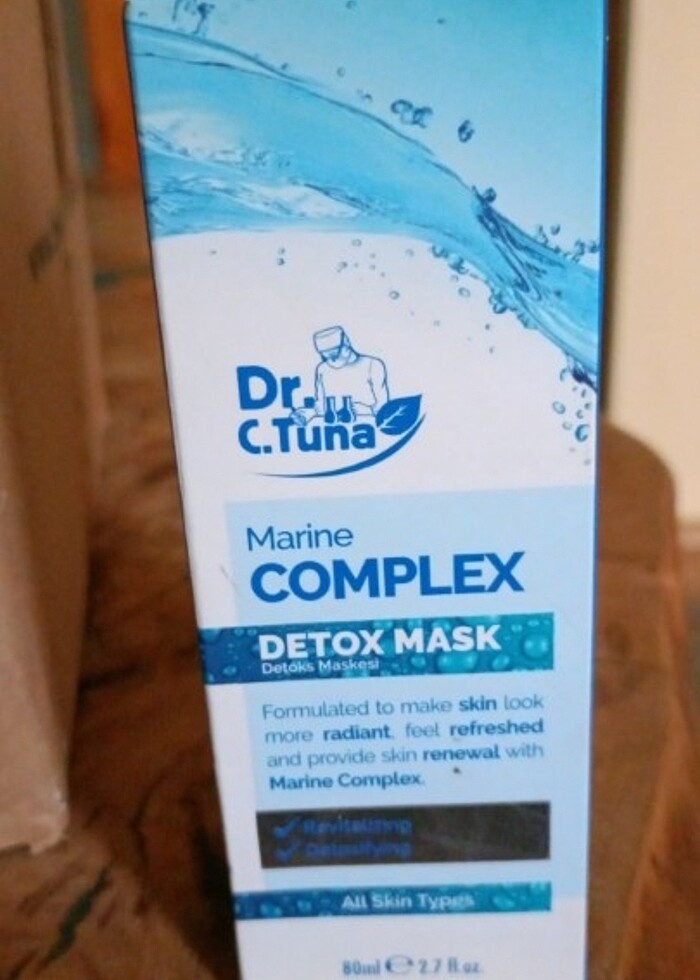 Dr.
C.Tuna
Marine
COMPLEX
DETOX MASK
Detoks Maskesi
Formulated to make skin look
more radiant, feel refreshed
and provide skin renewal with
Marine Complex.
Revitalizing
Detoxifying
All Skin Types
80ml ℮ 2.7 fl.oz.